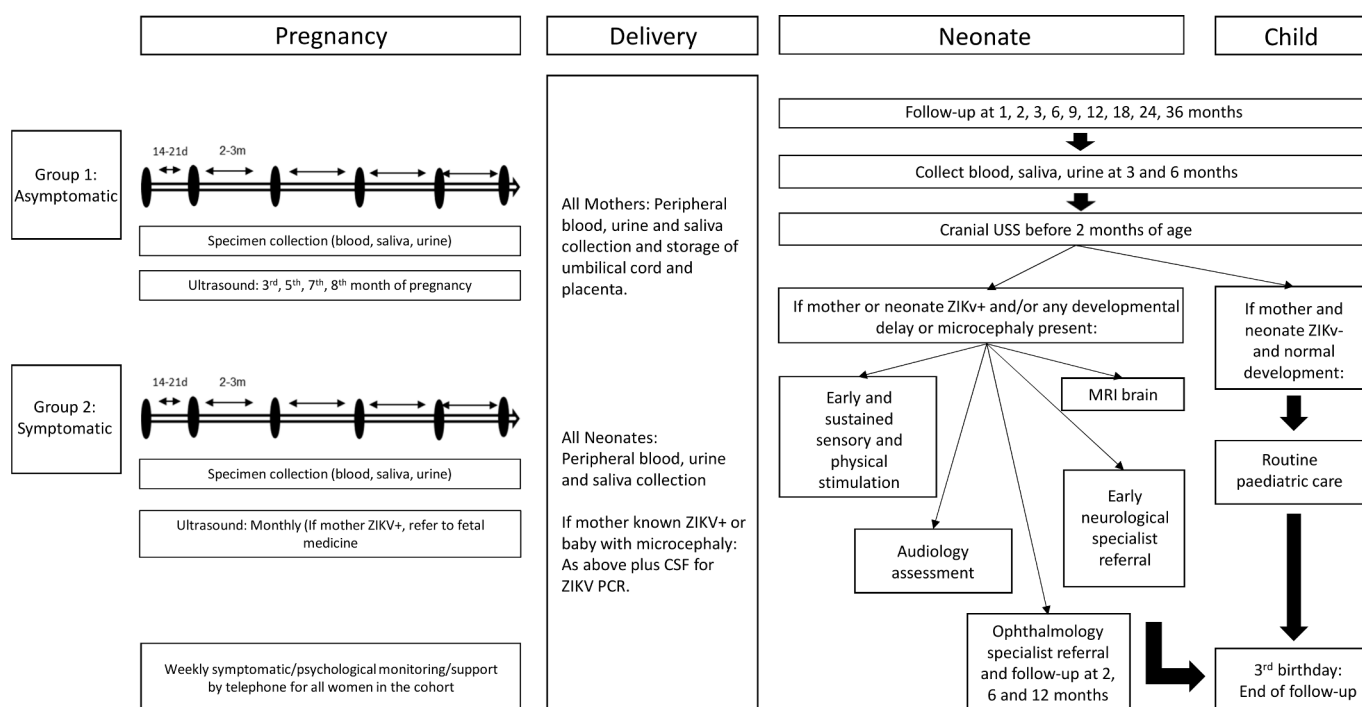 Pregnancy
Delivery
Neonate
Child
Group 1:
Asymptomatic
14-21d
2-3m
Specimen collection (blood, saliva, urine)
Ultrasound: 3rd, 5th, 7th, 8th month of pregnancy
Group 2:
Symptomatic
14-21d
2-3m
Specimen collection (blood, saliva, urine)
Ultrasound: Monthly (If mother ZIKV+, refer to fetal
medicine
Weekly symptomatic/psychological monitoring/support
by telephone for all women in the cohort
All Mothers: Peripheral
blood, urine and saliva
collection and storage of
umbilical cord and
placenta.
All Neonates:
Peripheral blood, urine
and saliva collection
If mother known ZIKV+ or
baby with microcephaly:
As above plus CSF for
ZIKV PCR.
Follow-up at 1, 2, 3, 6, 9, 12, 18, 24, 36 months
Collect blood, saliva, urine at 3 and 6 months
Cranial USS before 2 months of age
If mother or neonate ZIKv+ and/or any developmental
delay or microcephaly present:
Early and
sustained
sensory and
physical
stimulation
Audiology
assessment
Ophthalmology
specialist referral
and follow-up at 2,
6 and 12 months
Early
neurological
specialist
referral
MRI brain
If mother and
neonate ZIKv-
and normal
development:
Routine
paediatric care
3rd birthday:
End of follow-up